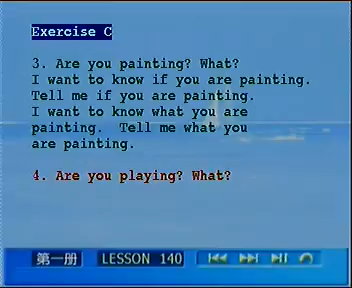 Exercise C
3. Are you painting? What?
I want to know if you are painting.
Tell me if you are painting.
I want to know what you are
painting. Tell me what you
are painting.
4. Are you playing? What?
第一册 LESSON 140